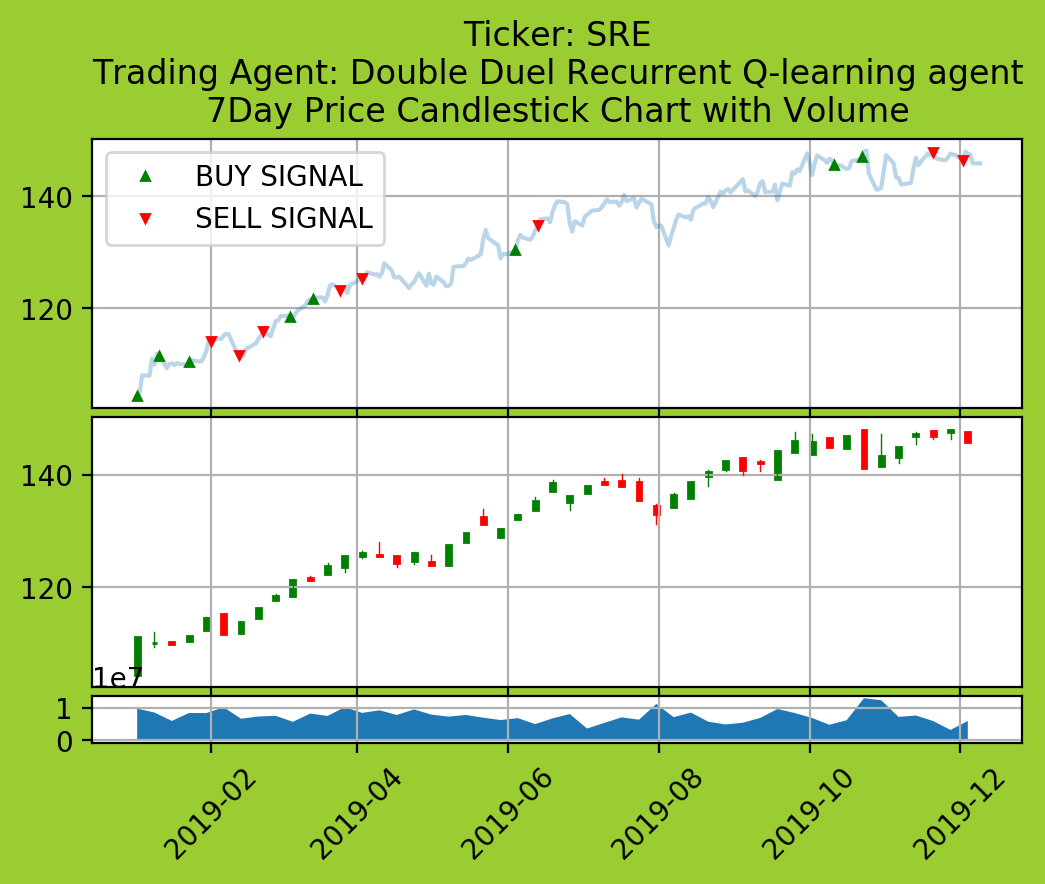 Ticker: SRE
Trading Agent: Double Duel Recurrent Q-learning agent
7Day Price Candlestick Chart with Volume
BUY SIGNAL
SELL SIGNAL
140
120
140
120
1e7
1
0
2019-02
2019-04
2019-06
2019-08
2019-10
2019-12